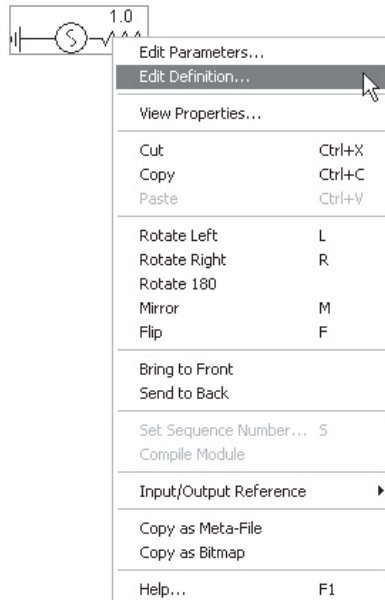 1.0
S
Edit Parameters...
Edit Definition...
View Properties...
Cut Ctrl+X
Copy Ctrl+C
Paste Ctrl+V
Rotate Left L
Rotate Right R
Rotate 180
Mirror M
Flip F
Bring to Front
Send to Back
Set Sequence Number... S
Compile Module
Input/Output Reference
Copy as Meta-File
Copy as Bitmap
Help... F1